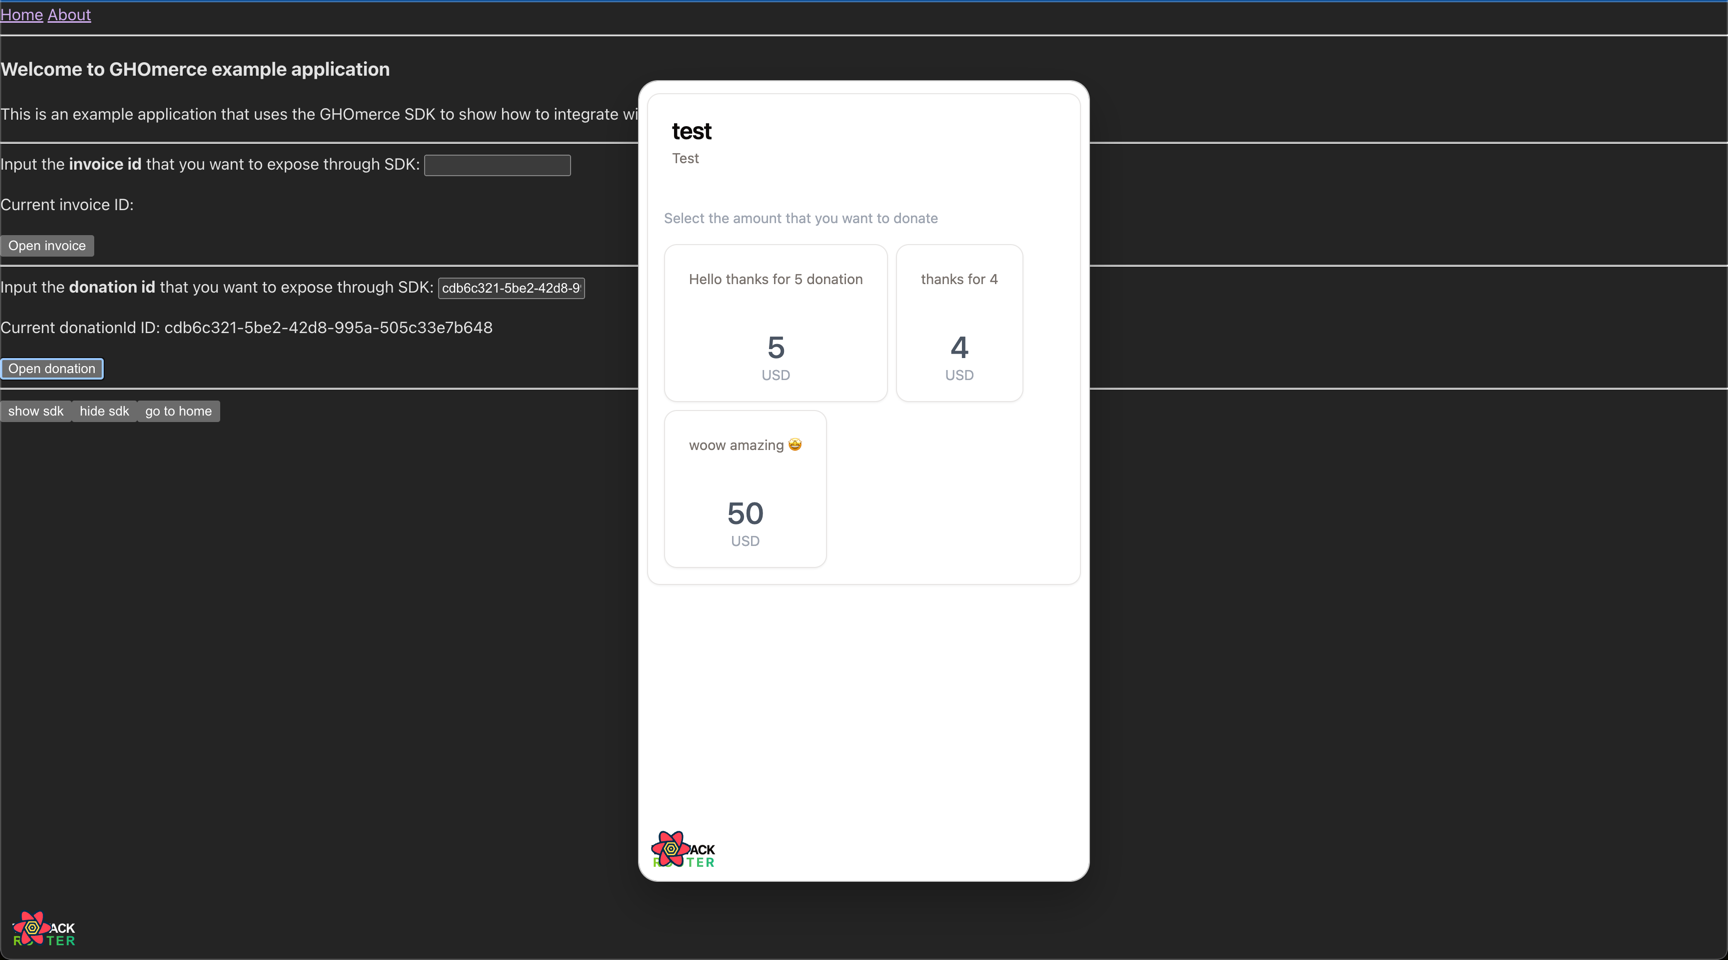 Home About
Welcome to GHOmerce example application
This is an example application that uses the GHOmerce SDK to show how to integrate wi
Input the invoice id that you want to expose through SDK:
Current invoice ID:
Open invoice
Input the donation id that you want to expose through SDK: cdb6c321-5be2-42d8-9
Current donationId ID: cdb6c321-5be2-42d8-995a-505c33e7b648
Open donation
show sdk hide sdk go to home
test
Test
Select the amount that you want to donate
Hello thanks for 5 donation
5
USD
thanks for 4
4
USD
woow amazing 🤩
50
USD
ACK
TER
ACK
TER